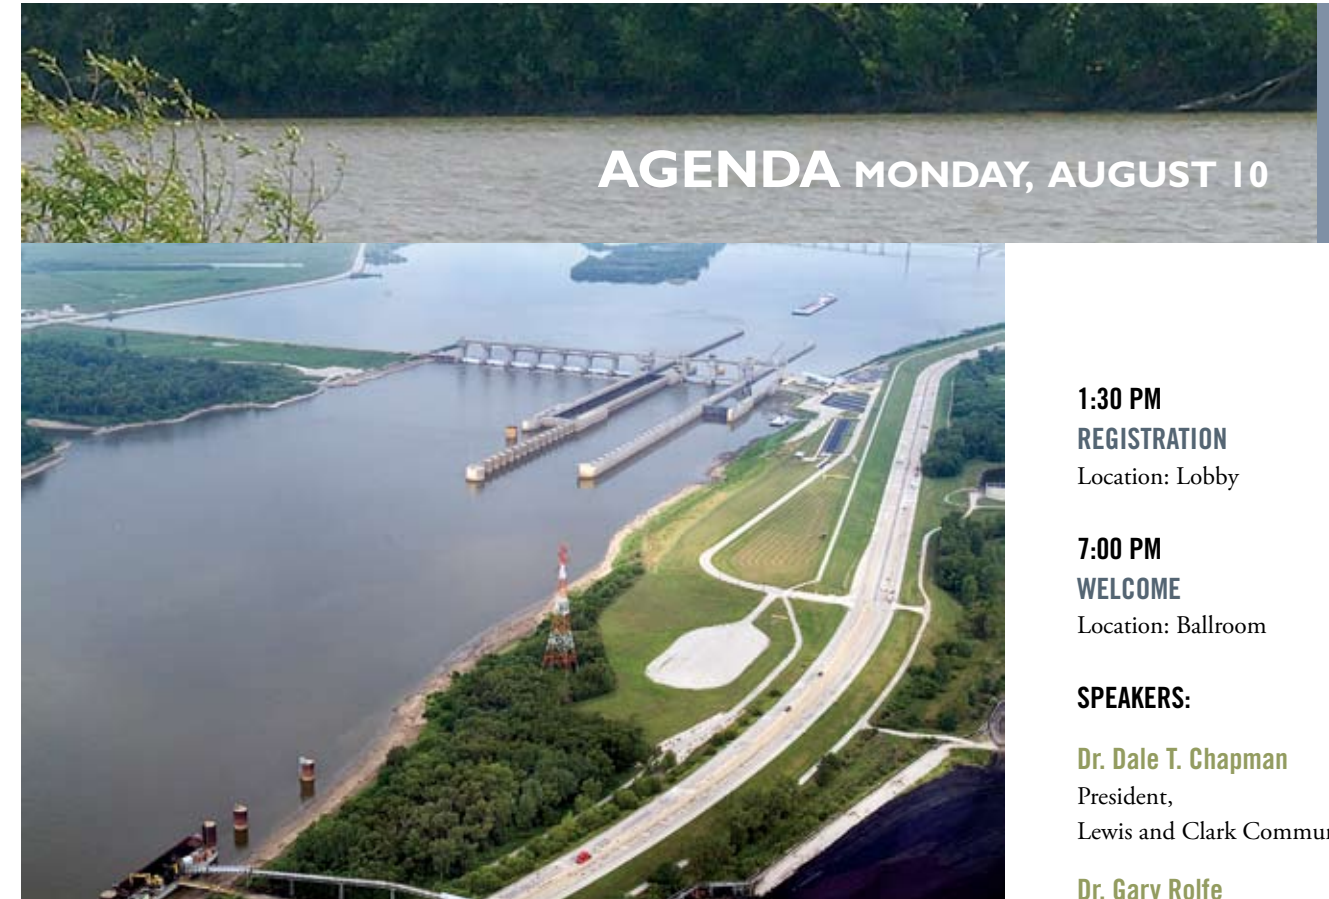 AGENDA MONDAY, AUGUST 10
1:30 PM
REGISTRATION
Location: Lobby
7:00 PM
WELCOME
Location: Ballroom
SPEAKERS:
Dr. Dale T. Chapman
President,
Lewis and Clark
Dr. Gary Rolfe